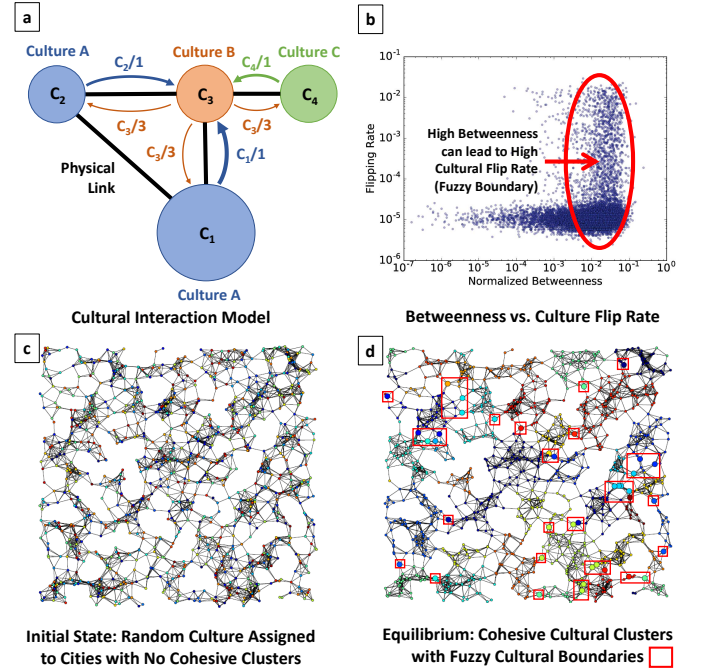 a
Culture A
Culture B
Culture C
C₂/1
C₄/1
C₂
C₃
C₄
C₃/3
C₃/3
C₃/3
C₁/1
Physical
Link
C₁
Culture A
Cultural Interaction Model
b
10⁻¹
10⁻²
10⁻³
10⁻⁴
10⁻⁵
10⁻⁶
Flipping Rate
High Betweenness
can lead to High
Cultural Flip Rate
(Fuzzy Boundary)
10⁻⁷ 10⁻⁶ 10⁻⁵ 10⁻⁴ 10⁻³ 10⁻² 10⁻¹ 10⁰
Normalized Betweenness
Betweenness vs. Culture Flip Rate
c
Initial State: Random Culture Assigned
to Cities with No Cohesive Clusters
d
Equilibrium: Cohesive Cultural Clusters
with Fuzzy Cultural Boundaries